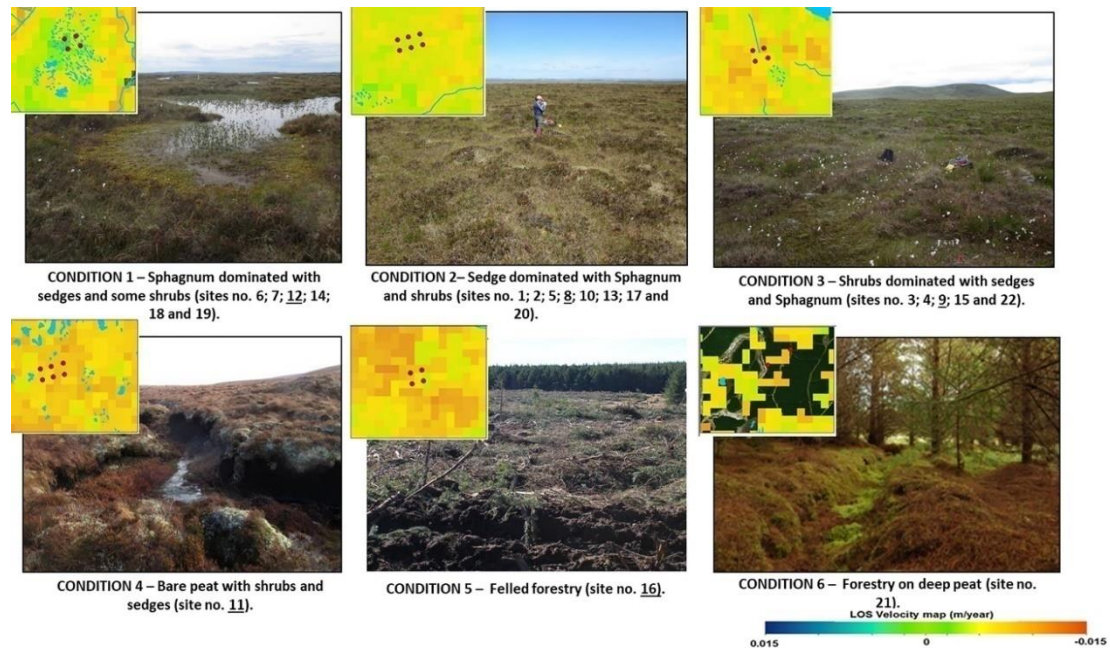 CONDITION 1 – Sphagnum dominated with
sedges and some shrubs (sites no. 6; 7; 12; 14;
18 and 19).
CONDITION 2– Sedge dominated with Sphagnum
and shrubs (sites no. 1; 2; 5; 8; 10; 13; 17 and
20).
CONDITION 3 – Shrubs dominated with sedges
and Sphagnum (sites no. 3; 4; 9; 15 and 22).
CONDITION 4 – Bare peat with shrubs and
sedges (site no. 11).
CONDITION 5 – Felled forestry (site no. 16).
CONDITION 6 – Forestry on deep peat (site no.
21).
LOS Velocity map (m/year)
0.015 0 -0.015